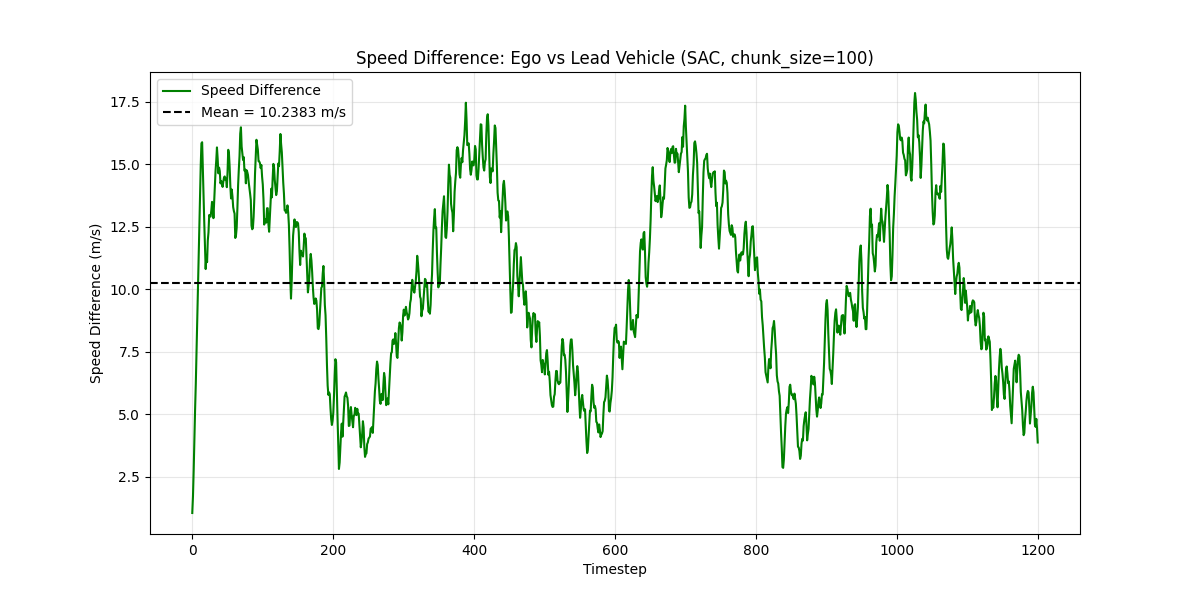 Speed Difference: Ego vs Lead Vehicle (SAC, chunk_size=100)
Speed Difference
Mean = 10.2383 m/s
Speed Difference (m/s)
17.5
15.0
12.5
10.0
7.5
5.0
2.5
0 200 400 600 800 1000 1200
Timestep